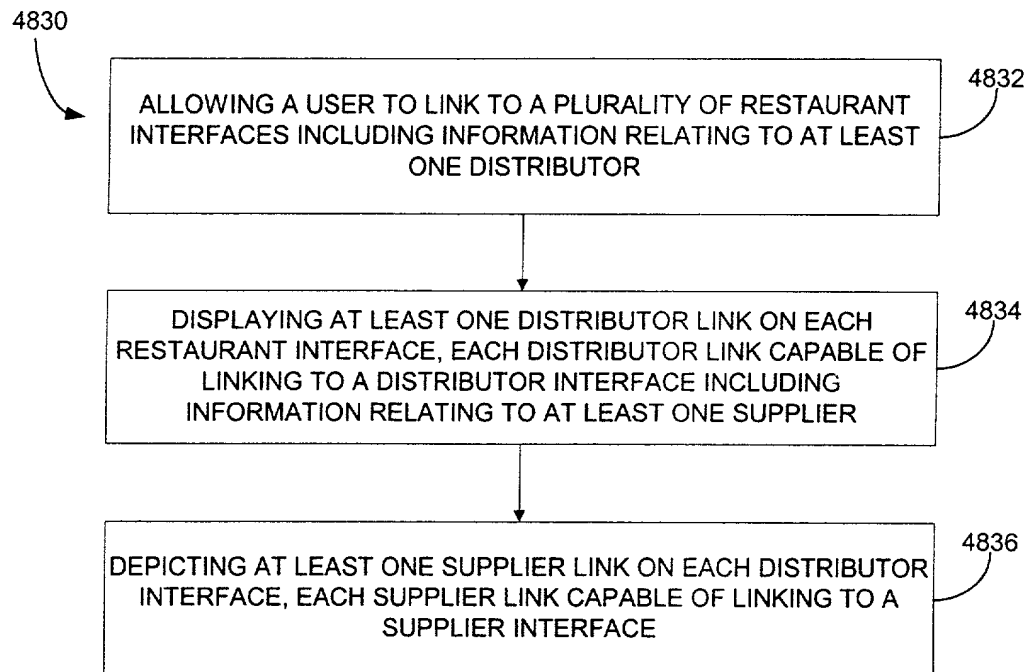 4830
4832
ALLOWING A USER TO LINK TO A PLURALITY OF RESTAURANT
INTERFACES INCLUDING INFORMATION RELATING TO AT LEAST
ONE DISTRIBUTOR
4834
DISPLAYING AT LEAST ONE DISTRIBUTOR LINK ON EACH
RESTAURANT INTERFACE, EACH DISTRIBUTOR LINK CAPABLE OF
LINKING TO A DISTRIBUTOR INTERFACE INCLUDING
INFORMATION RELATING TO AT LEAST ONE SUPPLIER
4836
DEPICTING AT LEAST ONE SUPPLIER LINK ON EACH DISTRIBUTOR
INTERFACE, EACH SUPPLIER LINK CAPABLE OF LINKING TO A
SUPPLIER INTERFACE